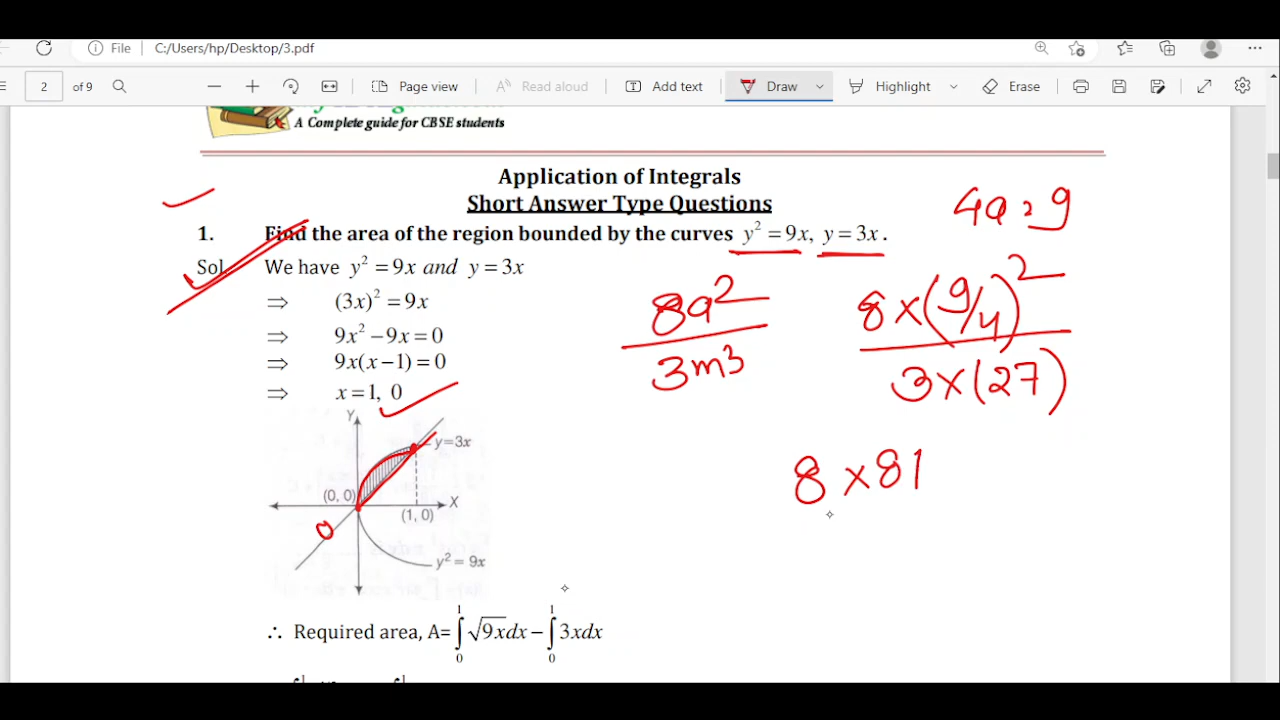 File C:/Users/hp/Desktop/3.pdf
2 of 9 Page view Read aloud Add text Draw Highlight Erase
A Complete guide for CBSE students
Application of Integrals
Short Answer Type Questions
4a = 9
1. Find the area of the region bounded by the curves y² = 9x, y = 3x.
Sol. We have y² = 9x and y = 3x
⇒ (3x)² = 9x
⇒ 9x² − 9x = 0
⇒ 9x(x − 1) = 0
⇒ x = 1, 0
8a² / 3m³
8 × (9/4)² / 3 × (27)
8 × 81
Y
y = 3x
(0, 0)
X
(1, 0)
0
y² = 9x
∴ Required area, A= ∫₀¹ √9x dx − ∫₀¹ 3x dx